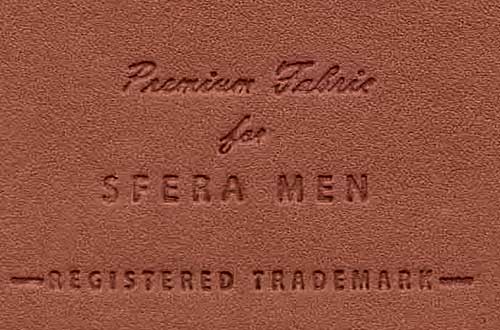 Premium Fabric
for
SFERA MEN
REGISTERED TRADEMARK